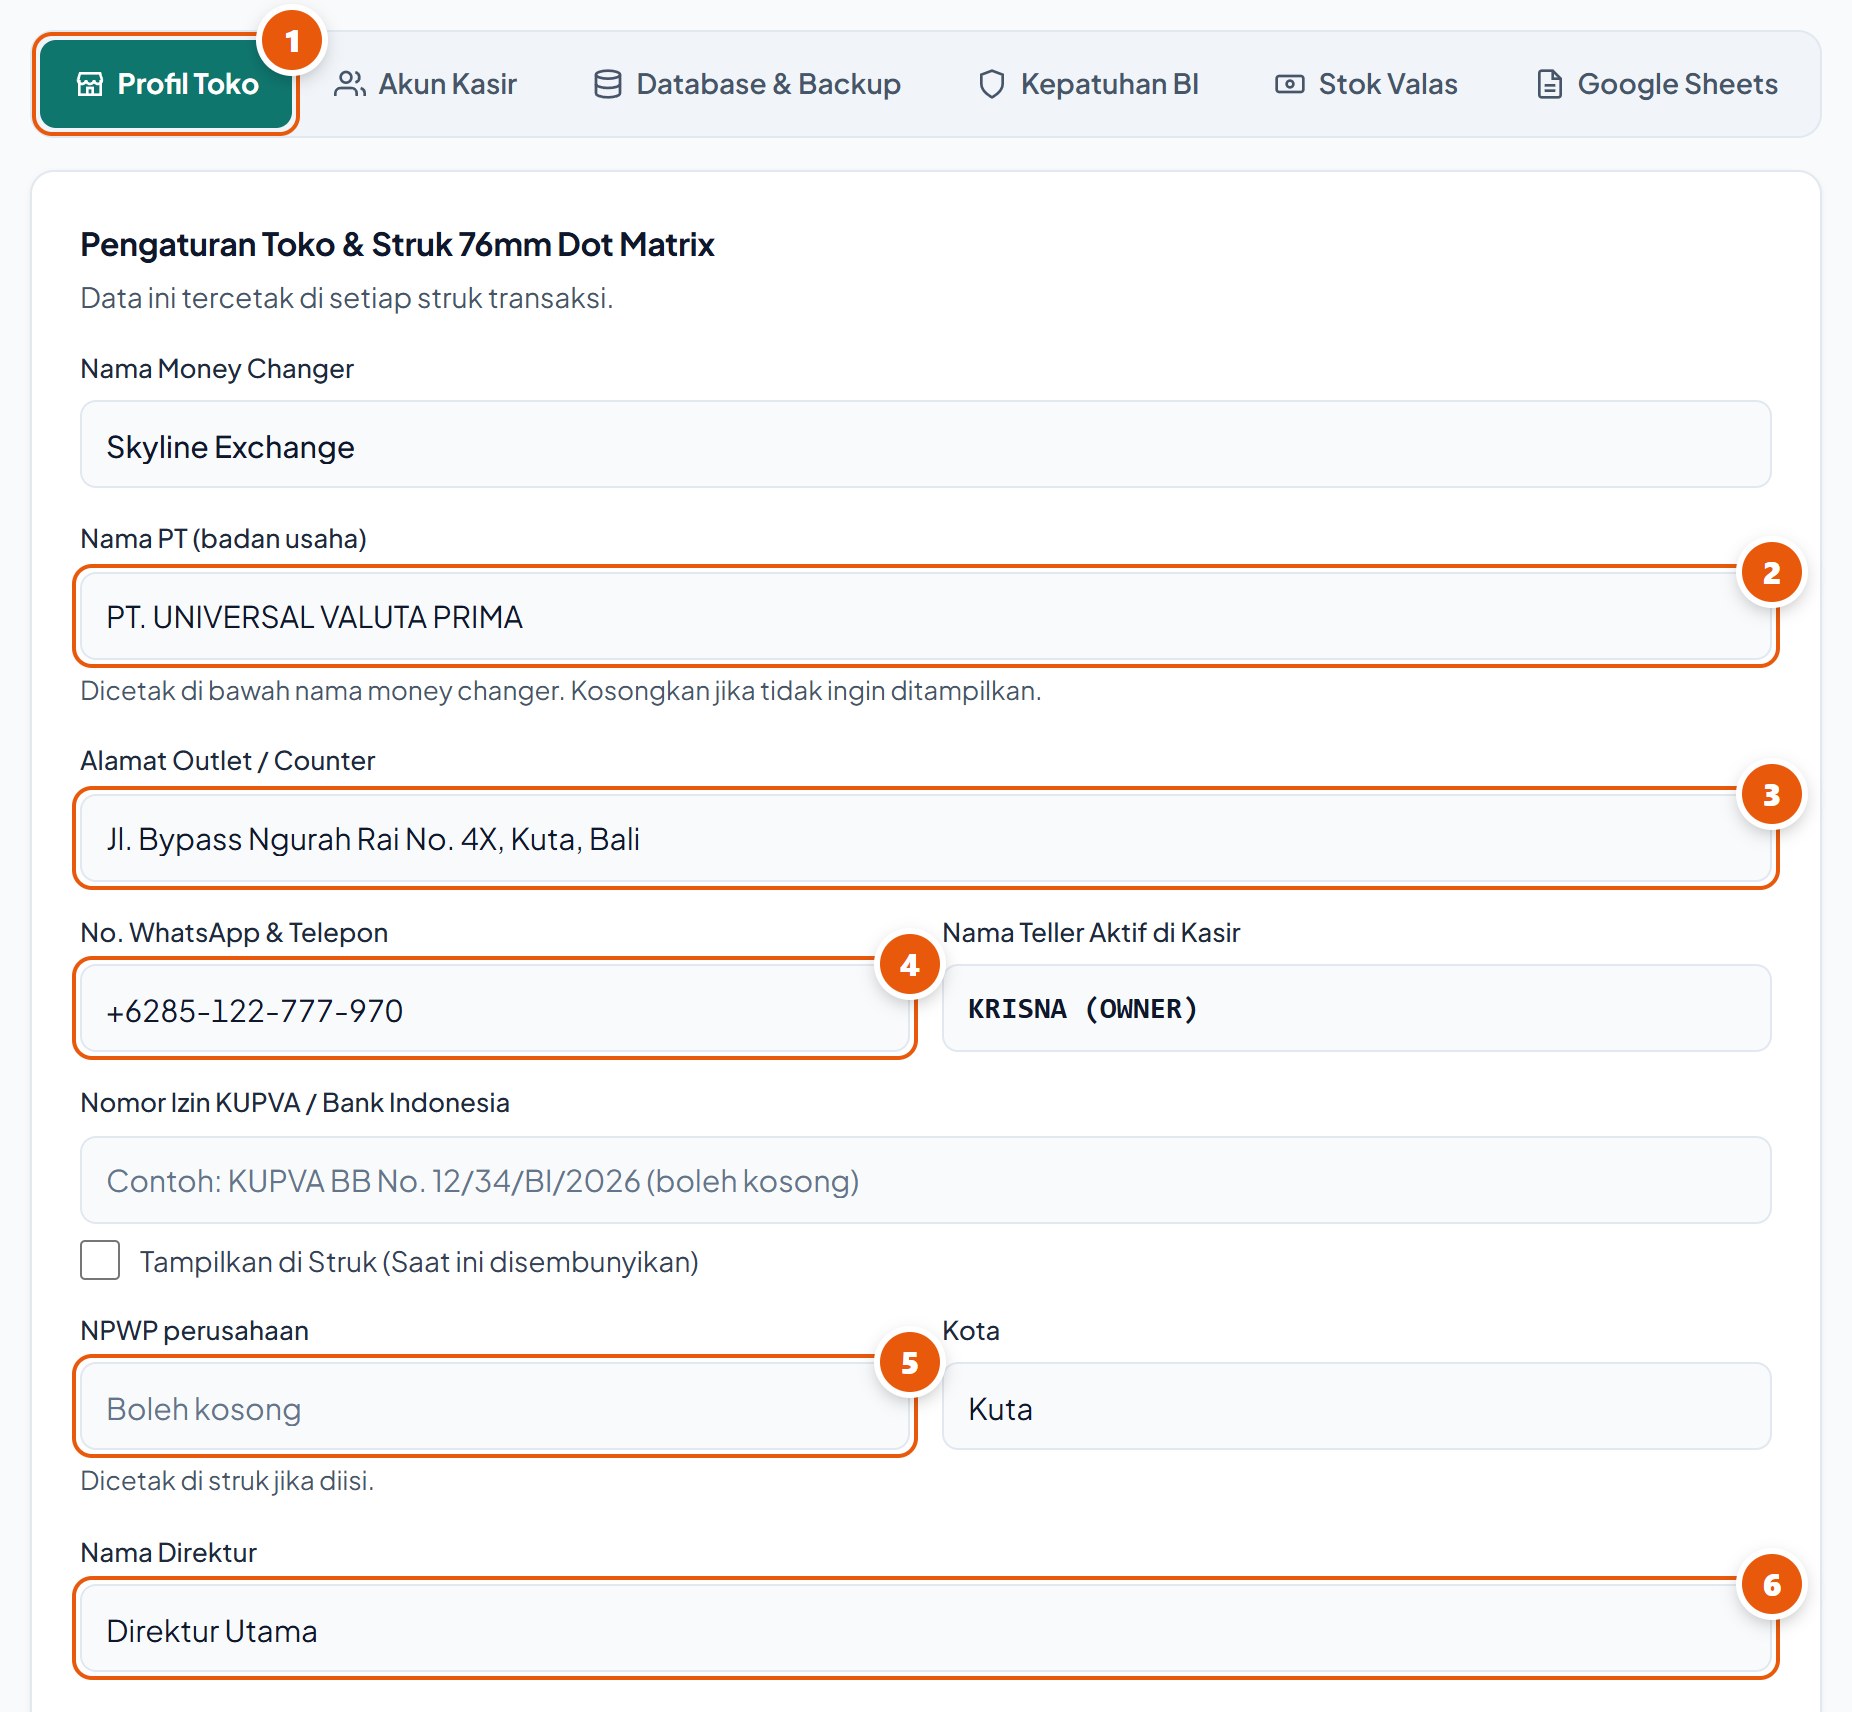 1
Profil Toko
Akun Kasir
Database & Backup
Kepatuhan BI
Stok Valas
Google Sheets
Pengaturan Toko & Struk 76mm Dot Matrix
Data ini tercetak di setiap struk transaksi.
Nama Money Changer
Skyline Exchange
Nama PT (badan usaha)
2
PT. UNIVERSAL VALUTA PRIMA
Dicetak di bawah nama money changer. Kosongkan jika tidak ingin ditampilkan.
Alamat Outlet / Counter
3
Jl. Bypass Ngurah Rai No. 4X, Kuta, Bali
No. WhatsApp & Telepon
4
+6285-122-777-970
Nama Teller Aktif di Kasir
KRISNA (OWNER)
Nomor Izin KUPVA / Bank Indonesia
Contoh: KUPVA BB No. 12/34/BI/2026 (boleh kosong)
Tampilkan di Struk (Saat ini disembunyikan)
NPWP perusahaan
5
Boleh kosong
Dicetak di struk jika diisi.
Kota
Kuta
Nama Direktur
6
Direktur Utama